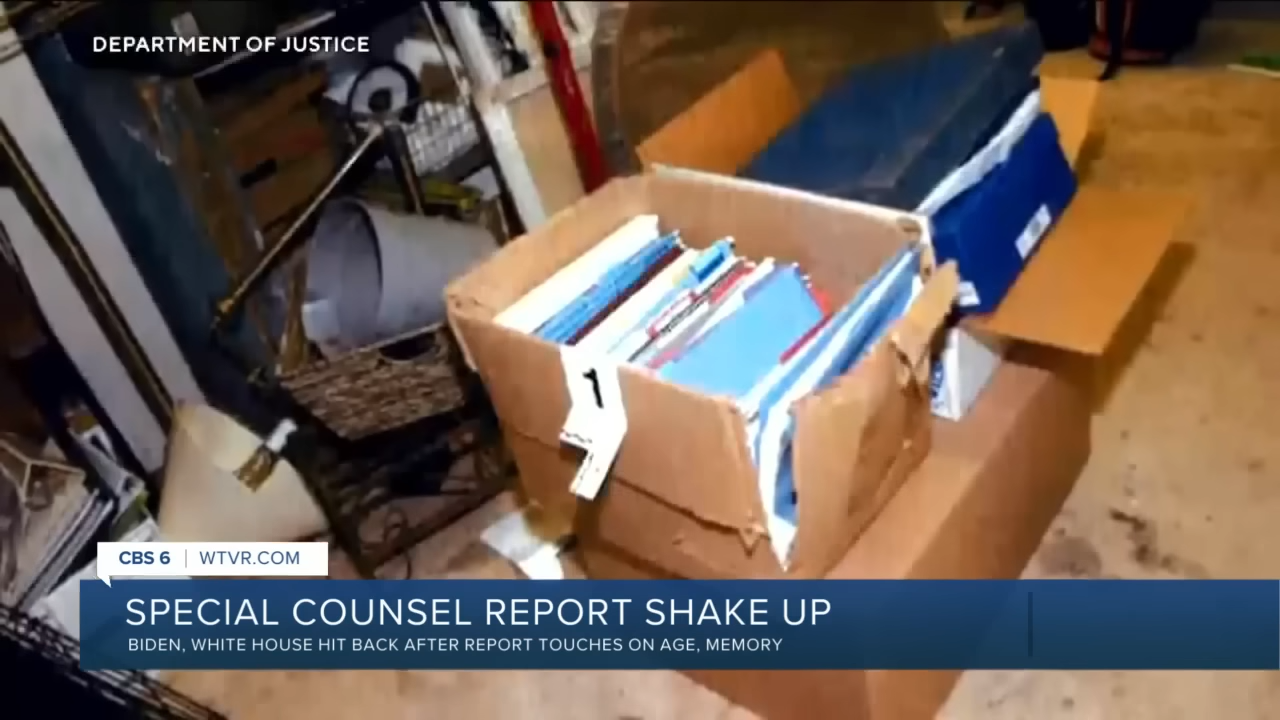 DEPARTMENT OF JUSTICE
1
CBS 6 | WTVR.COM
SPECIAL COUNSEL REPORT SHAKE UP
BIDEN, WHITE HOUSE HIT BACK AFTER REPORT TOUCHES ON AGE, MEMORY